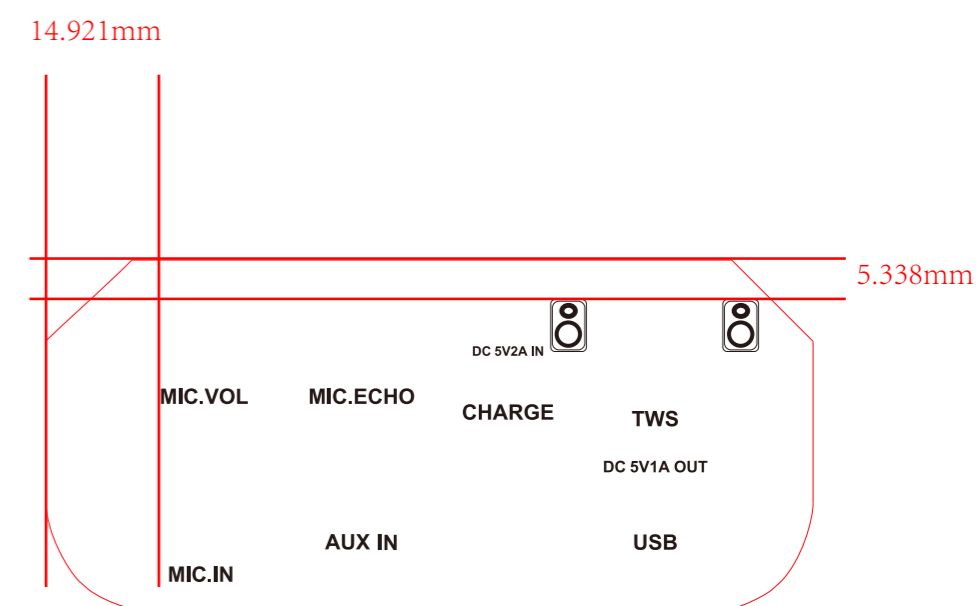 14.921mm
5.338mm
DC 5V2A IN
MIC.VOL
MIC.ECHO
CHARGE
TWS
DC 5V1A OUT
AUX IN
USB
MIC.IN